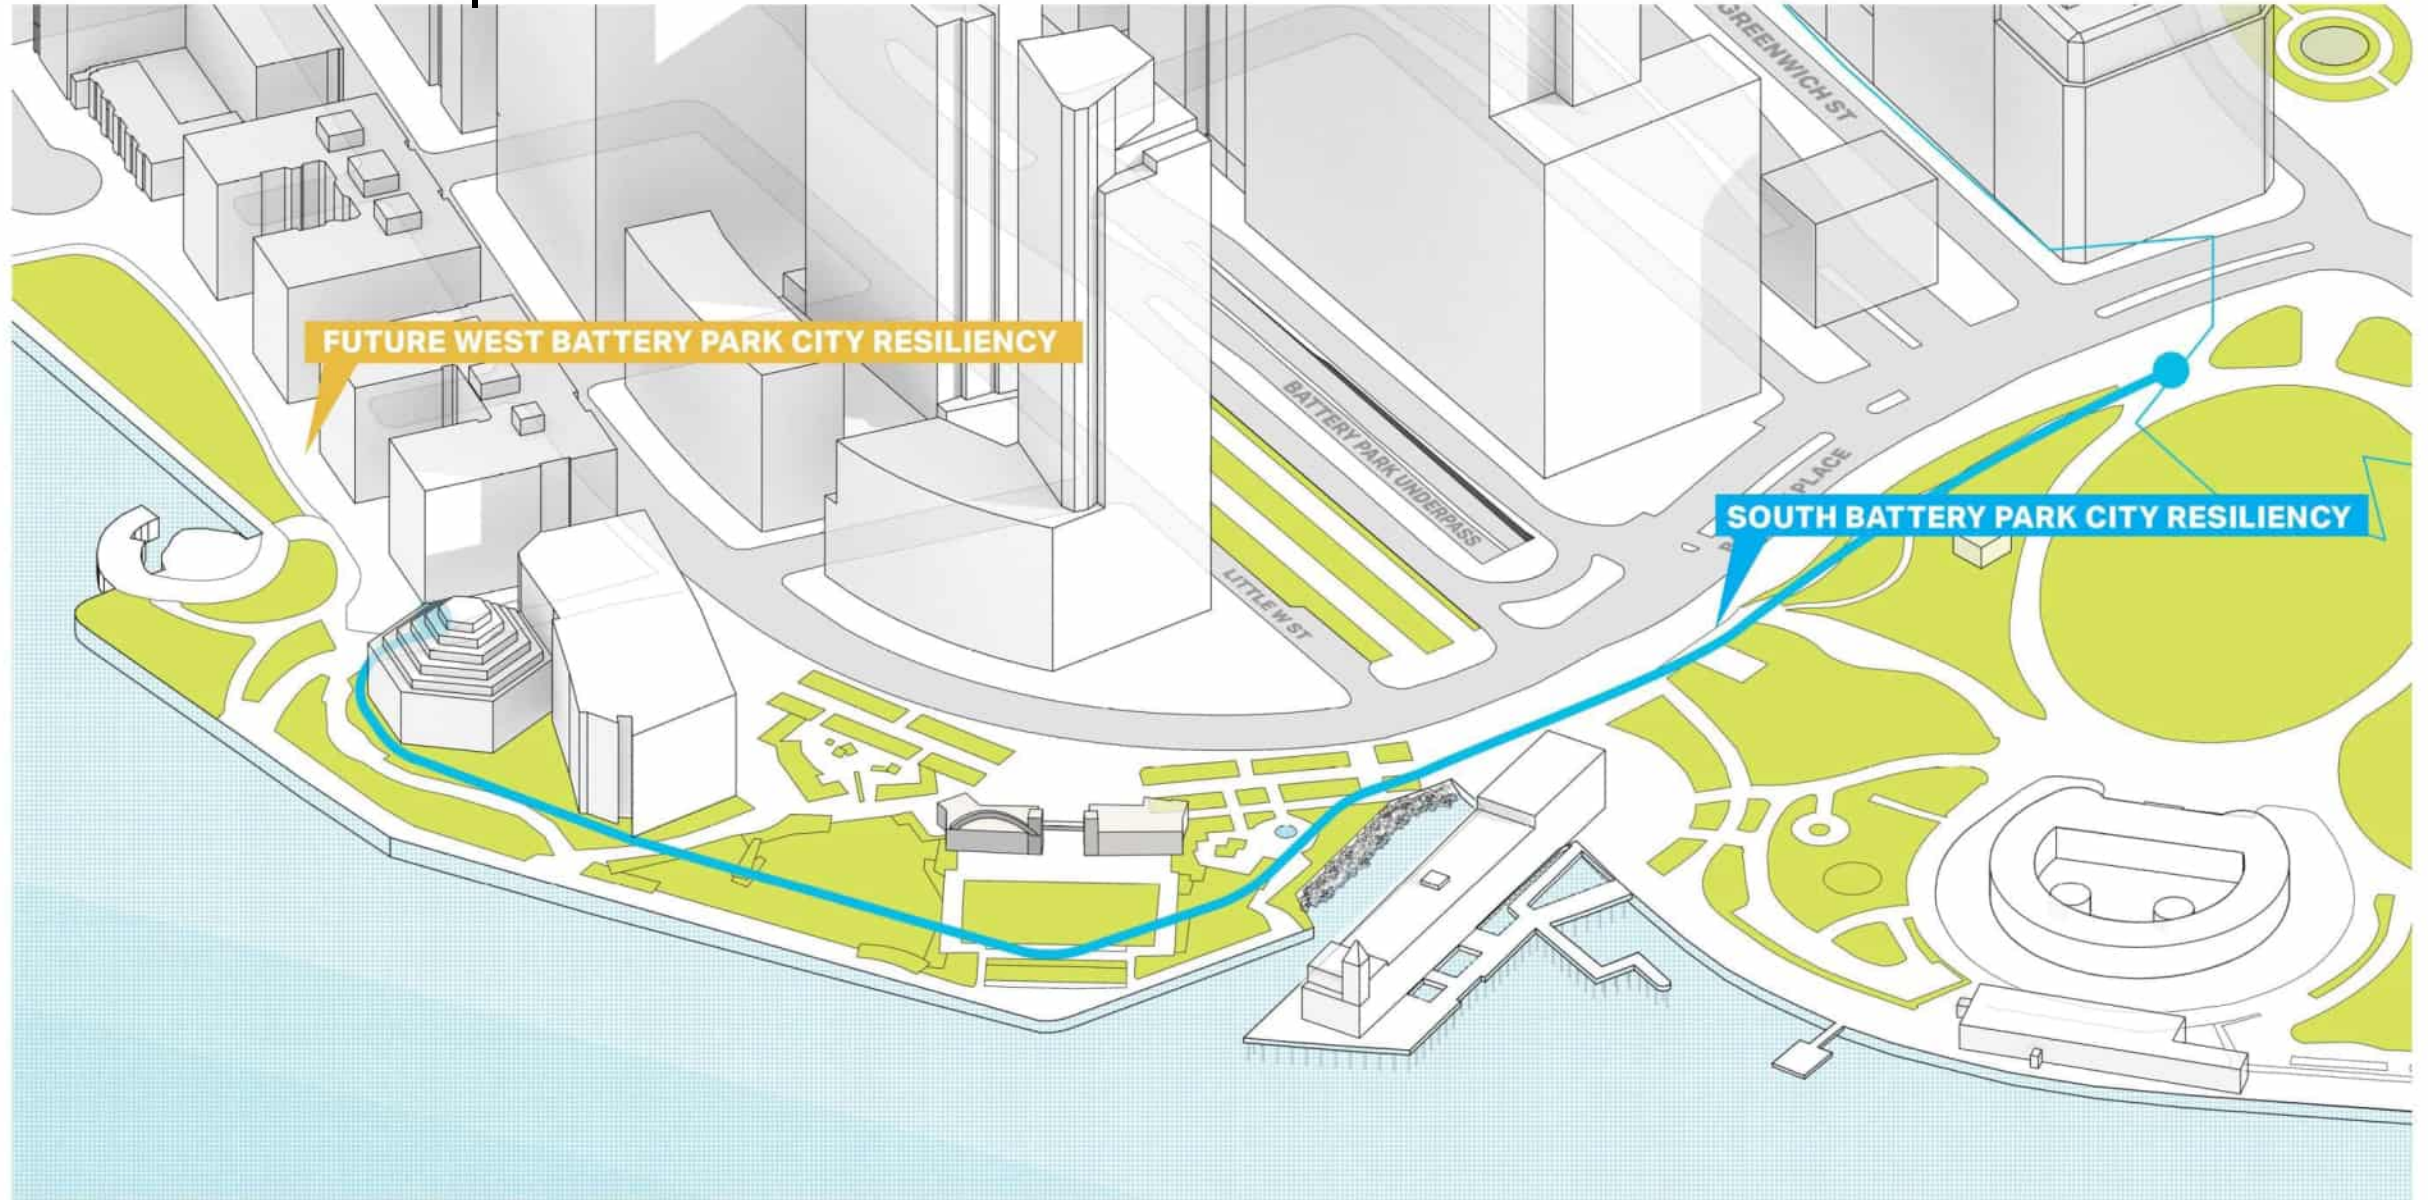 GREENWICH ST
FUTURE WEST BATTERY PARK CITY RESILIENCY
BATTERY PARK UNDERPASS
PLACE
SOUTH BATTERY PARK CITY RESILIENCY
LITTLE W ST